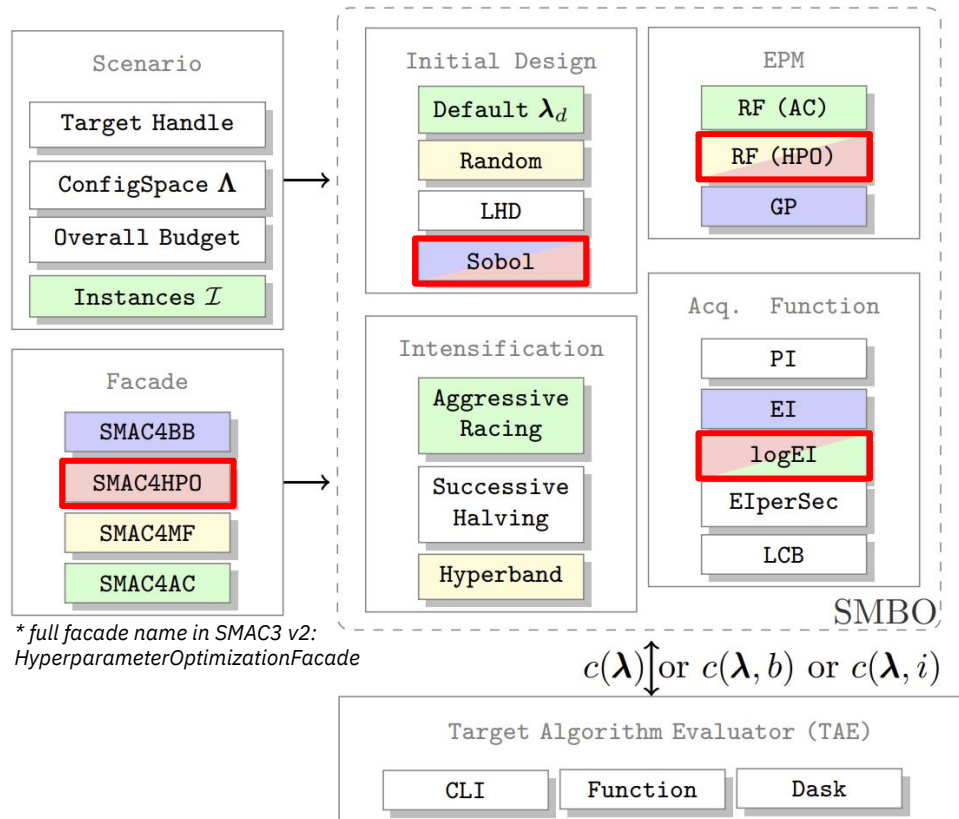 Scenario
Target Handle
ConfigSpace Λ
Overall Budget
Instances ℐ
Facade
SMAC4BB
SMAC4HPO
SMAC4MF
SMAC4AC
* full facade name in SMAC3 v2:
HyperparameterOptimizationFacade
Initial Design
Default λ_d
Random
LHD
Sobol
EPM
RF (AC)
RF (HPO)
GP
Intensification
Aggressive
Racing
Successive
Halving
Hyperband
Acq. Function
PI
EI
logEI
EIperSec
LCB
SMBO
c(λ) or c(λ, b) or c(λ, i)
Target Algorithm Evaluator (TAE)
CLI
Function
Dask